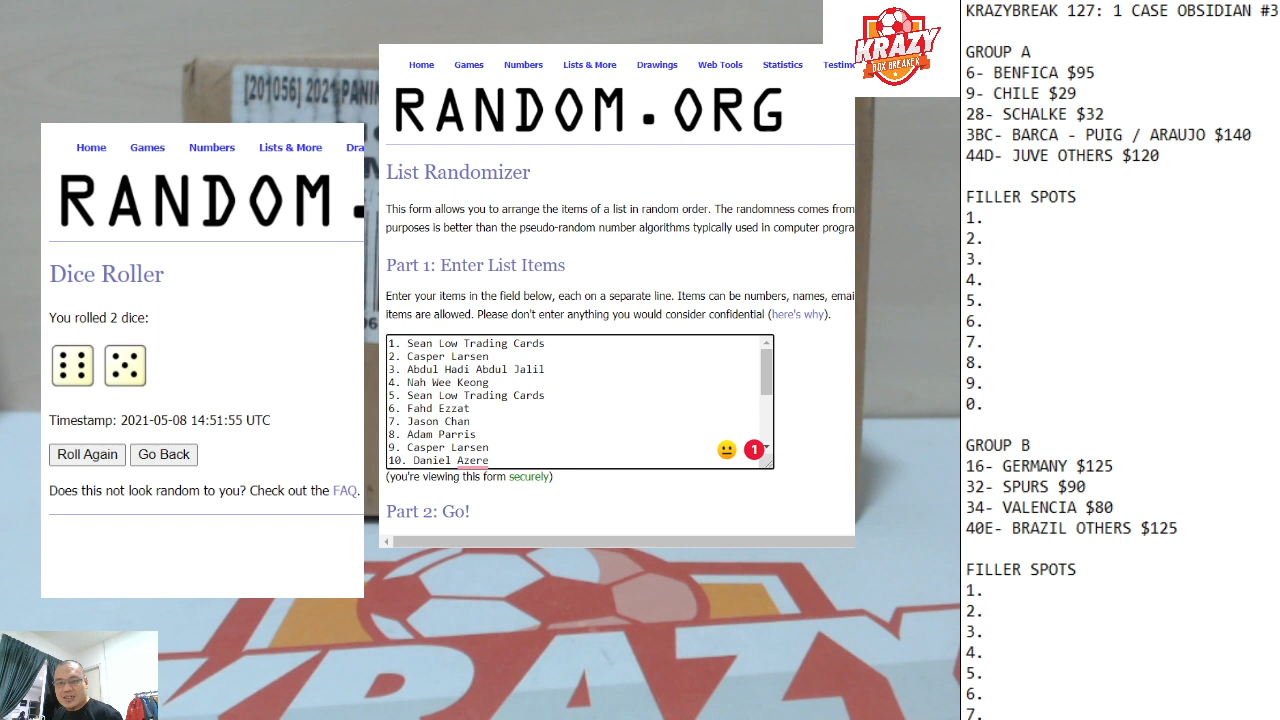 [201056] 2021 PANIN
Home Games Numbers Lists & More Dra
RANDOM.
Dice Roller
You rolled 2 dice:
Timestamp: 2021-05-08 14:51:55 UTC
Roll Again Go Back
Does this not look random to you? Check out the FAQ.
Home Games Numbers Lists & More Drawings Web Tools Statistics Testim
RANDOM.ORG
List Randomizer
This form allows you to arrange the items of a list in random order. The randomness comes from
purposes is better than the pseudo-random number algorithms typically used in computer progra
Part 1: Enter List Items
Enter your items in the field below, each on a separate line. Items can be numbers, names, emai
items are allowed. Please don't enter anything you would consider confidential (here's why).
1. Sean Low Trading Cards
2. Casper Larsen
3. Abdul Hadi Abdul Jalil
4. Nah Wee Keong
5. Sean Low Trading Cards
6. Fahd Ezzat
7. Jason Chan
8. Adam Parris
9. Casper Larsen
10. Daniel Azere
1
(you're viewing this form securely)
Part 2: Go!
KRAZY
BOX BREAKER
KRAZY
KRAZYBREAK 127: 1 CASE OBSIDIAN #3
GROUP A
6- BENFICA $95
9- CHILE $29
28- SCHALKE $32
3BC- BARCA - PUIG / ARAUJO $140
44D- JUVE OTHERS $120
FILLER SPOTS
1.
2.
3.
4.
5.
6.
7.
8.
9.
0.
GROUP B
16- GERMANY $125
32- SPURS $90
34- VALENCIA $80
40E- BRAZIL OTHERS $125
FILLER SPOTS
1.
2.
3.
4.
5.
6.
7.